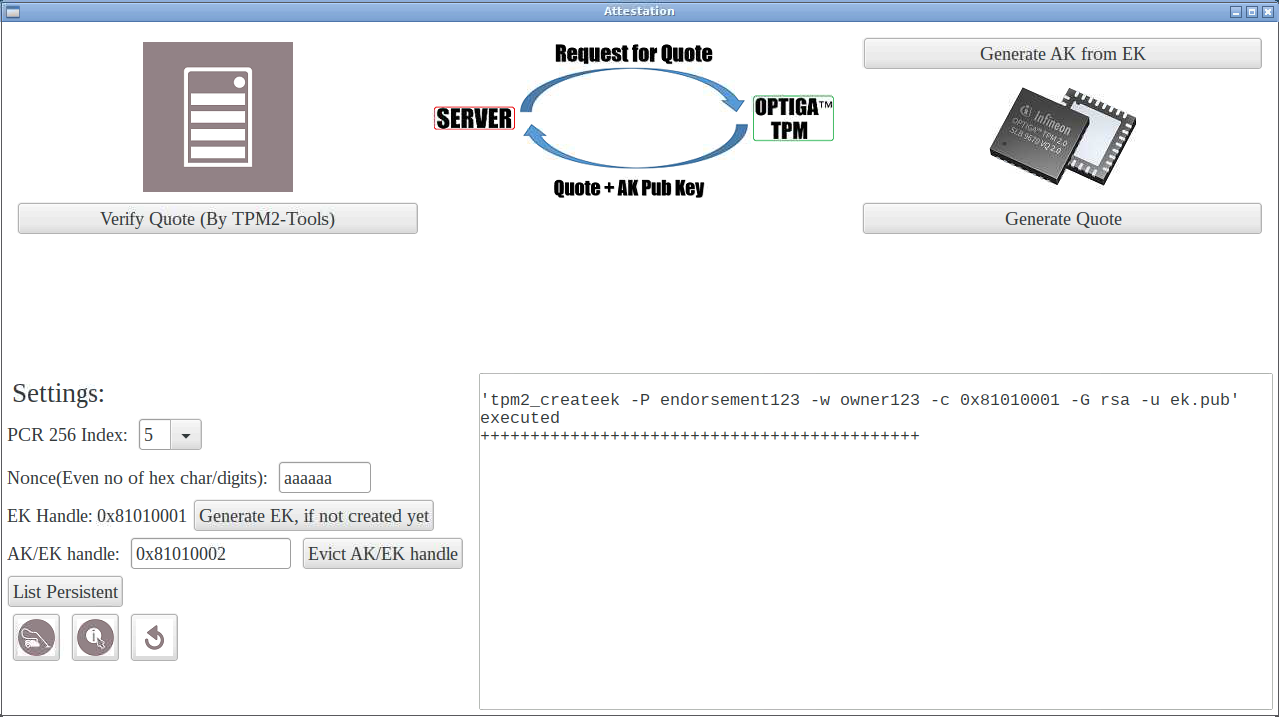 Attestation
Request for Quote
Generate AK from EK
SERVER
OPTIGA™
TPM
Infineon
OPTIGA™ TPM 2.0
SLB 9670 VQ 2.0
Quote + AK Pub Key
Verify Quote (By TPM2-Tools)
Generate Quote
Settings:
PCR 256 Index: 5
Nonce(Even no of hex char/digits): aaaaaa
EK Handle: 0x81010001 Generate EK, if not created yet
AK/EK handle: 0x81010002 Evict AK/EK handle
List Persistent
i
'tpm2_createek -P endorsement123 -w owner123 -c 0x81010001 -G rsa -u ek.pub'
executed
++++++++++++++++++++++++++++++++++++++++++++